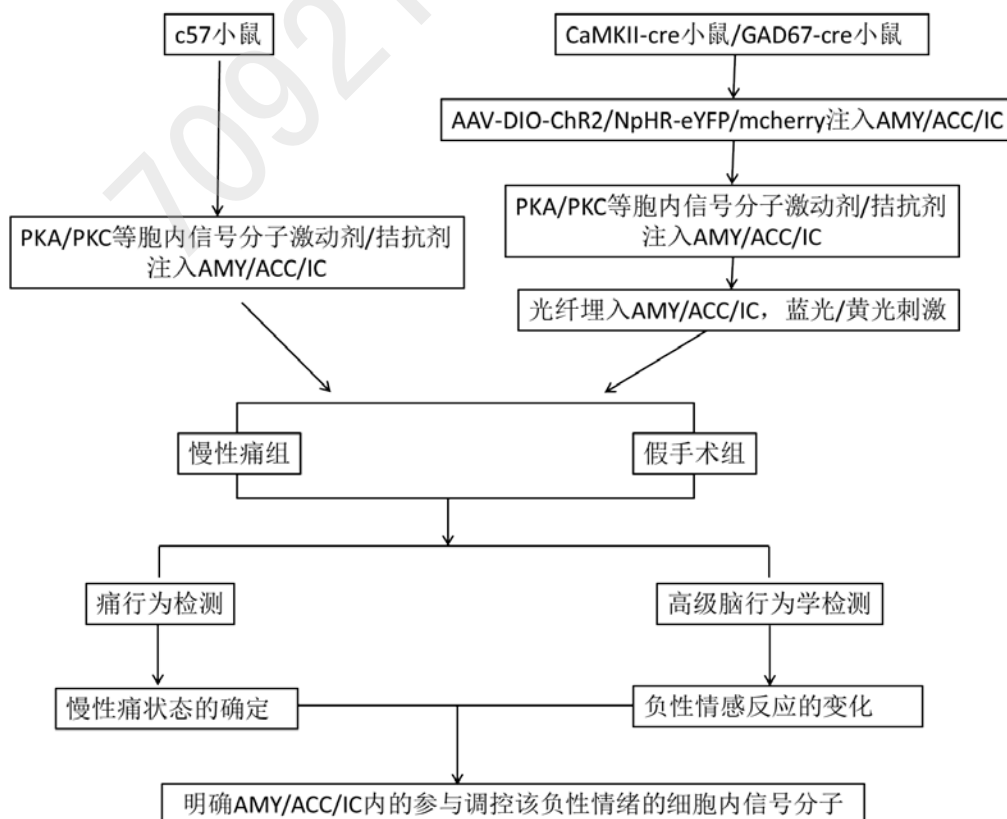 c57小鼠
CaMKII-cre小鼠/GAD67-cre小鼠
AAV-DIO-ChR2/NpHR-eYFP/mcherry注入AMY/ACC/IC
PKA/PKC等胞内信号分子激动剂/拮抗剂
注入AMY/ACC/IC
PKA/PKC等胞内信号分子激动剂/拮抗剂
注入AMY/ACC/IC
光纤埋入AMY/ACC/IC，蓝光/黄光刺激
慢性痛组
假手术组
痛行为检测
高级脑行为学检测
慢性痛状态的确定
负性情感反应的变化
明确AMY/ACC/IC内的参与调控该负性情绪的细胞内信号分子